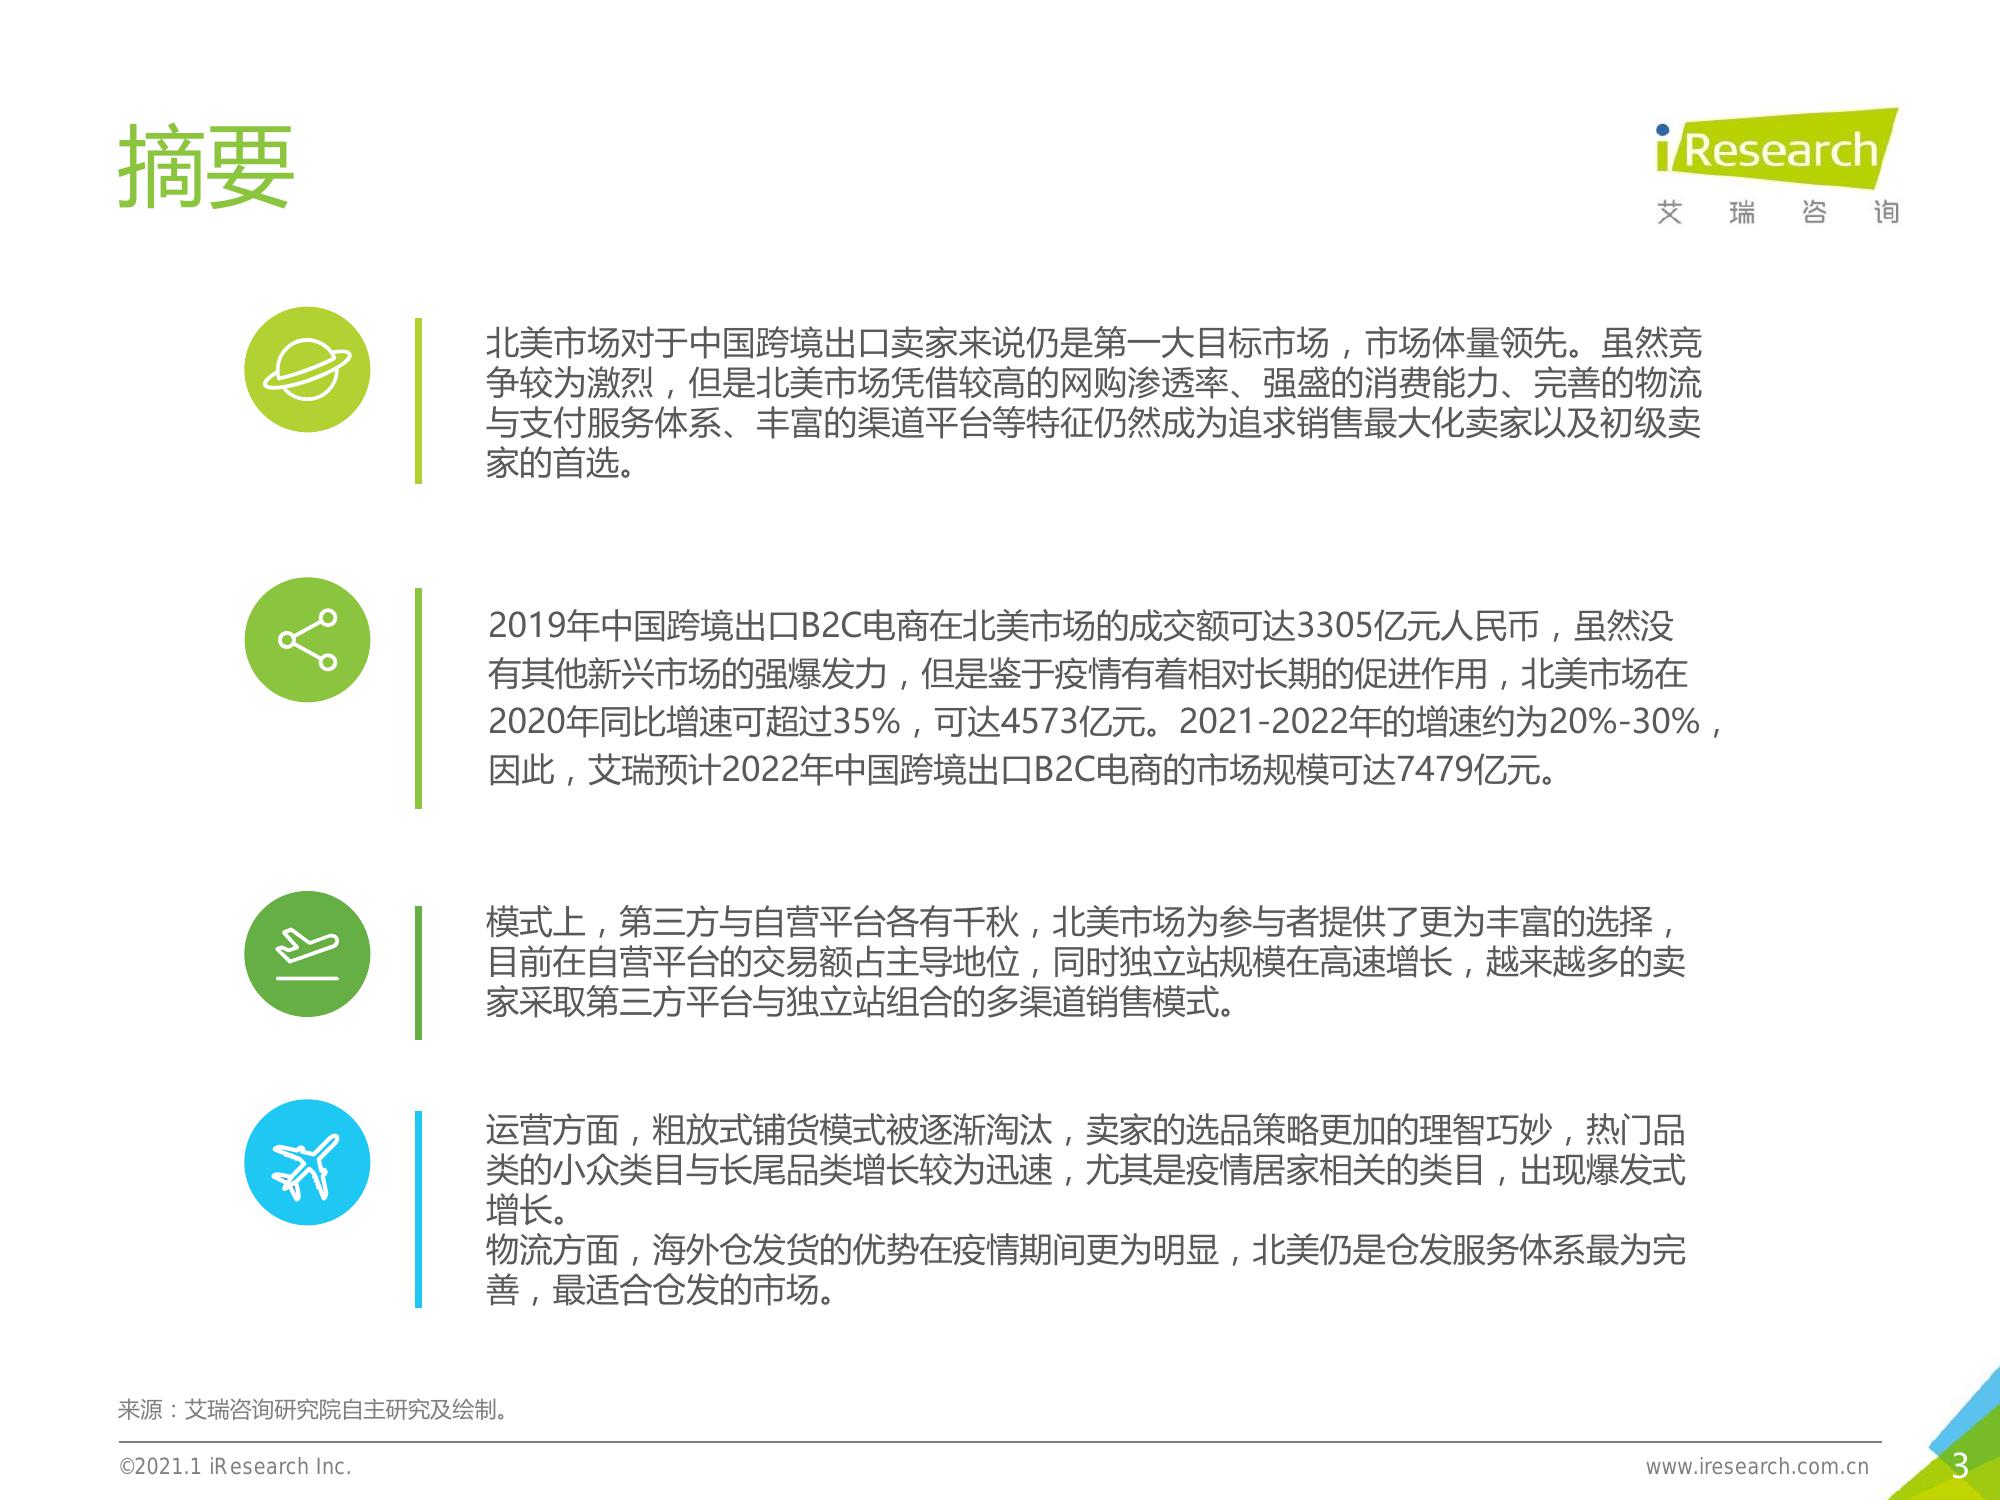 摘要
iResearch
艾瑞咨询
北美市场对于中国跨境出口卖家来说仍是第一大目标市场，市场体量领先。虽然竞
争较为激烈，但是北美市场凭借较高的网购渗透率、强盛的消费能力、完善的物流
与支付服务体系、丰富的渠道平台等特征仍然成为追求销售最大化卖家以及初级卖
家的首选。
2019年中国跨境出口B2C电商在北美市场的成交额可达3305亿元人民币，虽然没
有其他新兴市场的强爆发力，但是鉴于疫情有着相对长期的促进作用，北美市场在
2020年同比增速可超过35%，可达4573亿元。2021-2022年的增速约为20%-30%，
因此，艾瑞预计2022年中国跨境出口B2C电商的市场规模可达7479亿元。
模式上，第三方与自营平台各有千秋，北美市场为参与者提供了更为丰富的选择，
目前在自营平台的交易额占主导地位，同时独立站规模在高速增长，越来越多的卖
家采取第三方平台与独立站组合的多渠道销售模式。
运营方面，粗放式铺货模式被逐渐淘汰，卖家的选品策略更加的理智巧妙，热门品
类的小众类目与长尾品类增长较为迅速，尤其是疫情居家相关的类目，出现爆发式
增长。
物流方面，海外仓发货的优势在疫情期间更为明显，北美仍是仓发服务体系最为完
善，最适合仓发的市场。
来源：艾瑞咨询研究院自主研究及绘制。
©2021.1 iResearch Inc.
www.iresearch.com.cn
3